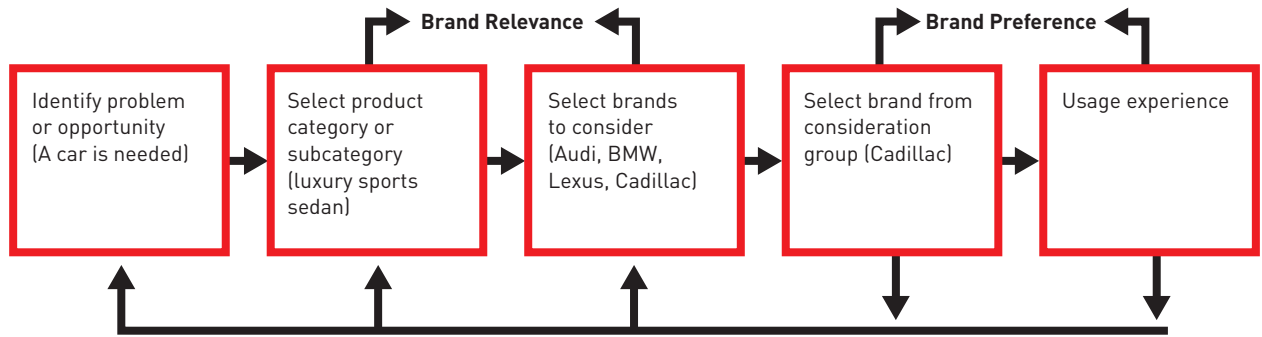 Brand Relevance
Brand Preference
Identify problem
or opportunity
(A car is needed)
Select product
category or
subcategory
(luxury sports
sedan)
Select brands
to consider
(Audi, BMW,
Lexus, Cadillac)
Select brand from
consideration
group (Cadillac)
Usage experience